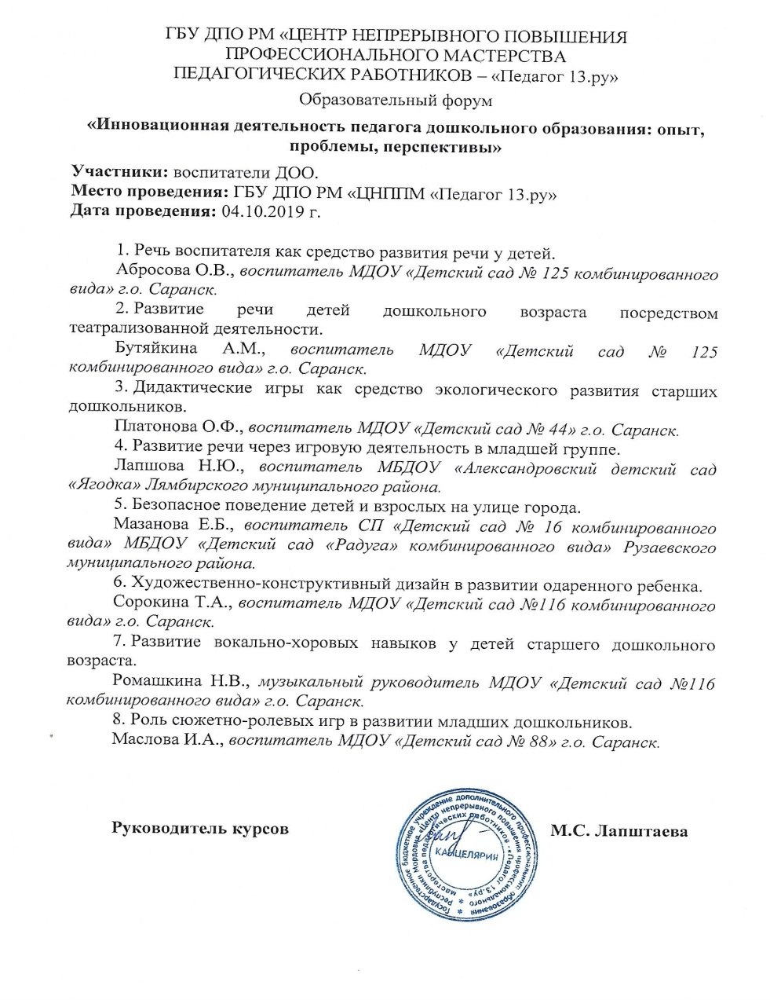 ГБУ ДПО РМ «ЦЕНТР НЕПРЕРЫВНОГО ПОВЫШЕНИЯ
ПРОФЕССИОНАЛЬНОГО МАСТЕРСТВА
ПЕДАГОГИЧЕСКИХ РАБОТНИКОВ – «Педагог 13.ру»
Образовательный форум
«Инновационная деятельность педагога дошкольного образования: опыт,
проблемы, перспективы»
Участники: воспитатели ДОО.
Место проведения: ГБУ ДПО РМ «ЦНППМ «Педагог 13.ру»
Дата проведения: 04.10.2019 г.
1. Речь воспитателя как средство развития речи у детей.
Абросова О.В., воспитатель МДОУ «Детский сад № 125 комбинированного
вида» г.о. Саранск.
2. Развитие речи детей дошкольного возраста посредством
театрализованной деятельности.
Бутяйкина А.М., воспитатель МДОУ «Детский сад № 125
комбинированного вида» г.о. Саранск.
3. Дидактические игры как средство экологического развития старших
дошкольников.
Платонова О.Ф., воспитатель МДОУ «Детский сад № 44» г.о. Саранск.
4. Развитие речи через игровую деятельность в младшей группе.
Лапшова Н.Ю., воспитатель МБДОУ «Александровский детский сад
«Ягодка» Лямбирского муниципального района.
5. Безопасное поведение детей и взрослых на улице города.
Мазанова Е.Б., воспитатель СП «Детский сад № 16 комбинированного
вида» МБДОУ «Детский сад «Радуга» комбинированного вида» Рузаевского
муниципального района.
6. Художественно-конструктивный дизайн в развитии одаренного ребенка.
Сорокина Т.А., воспитатель МДОУ «Детский сад №116 комбинированного
вида» г.о. Саранск.
7. Развитие вокально-хоровых навыков у детей старшего дошкольного
возраста.
Ромашкина Н.В., музыкальный руководитель МДОУ «Детский сад №116
комбинированного вида» г.о. Саранск.
8. Роль сюжетно-ролевых игр в развитии младших дошкольников.
Маслова И.А., воспитатель МДОУ «Детский сад № 88» г.о. Саранск.
Руководитель курсов
М.С. Лапштаева
Государственное бюджетное учреждение дополнительного профессионального образования
Республики Мордовия «Центр непрерывного повышения профессионального
мастерства педагогических работников - «Педагог 13.ру»
КАНЦЕЛЯРИЯ